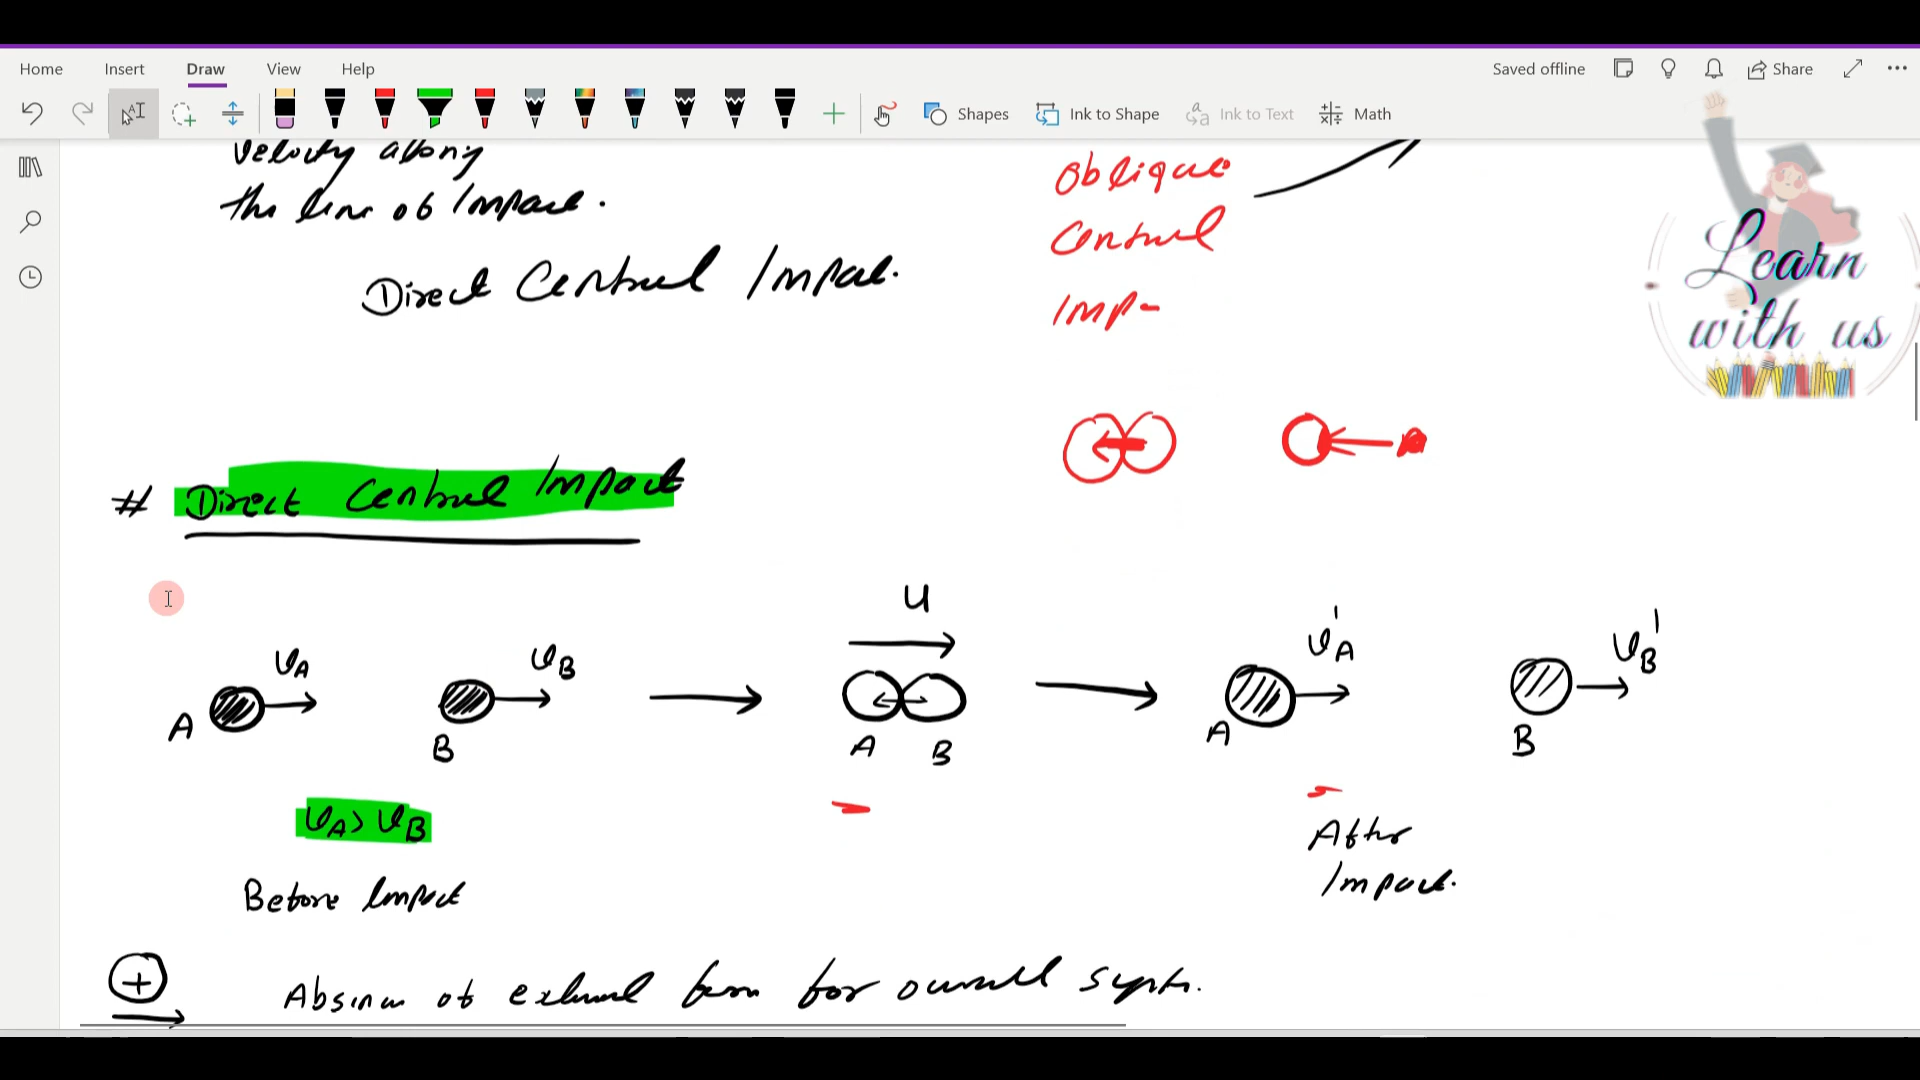 Home Insert Draw View Help Saved offline Share
Shapes Ink to Shape Ink to Text Math
Velocity along
the line of Impact.
Direct Central Impact.
Oblique
Central
Imp-
Learn
with us
# Direct Central Impact
U
VA VB V'A VB'
A B A B A B
VA > VB
Before Impact
After
Impact.
+ Absence of external force for overall system.